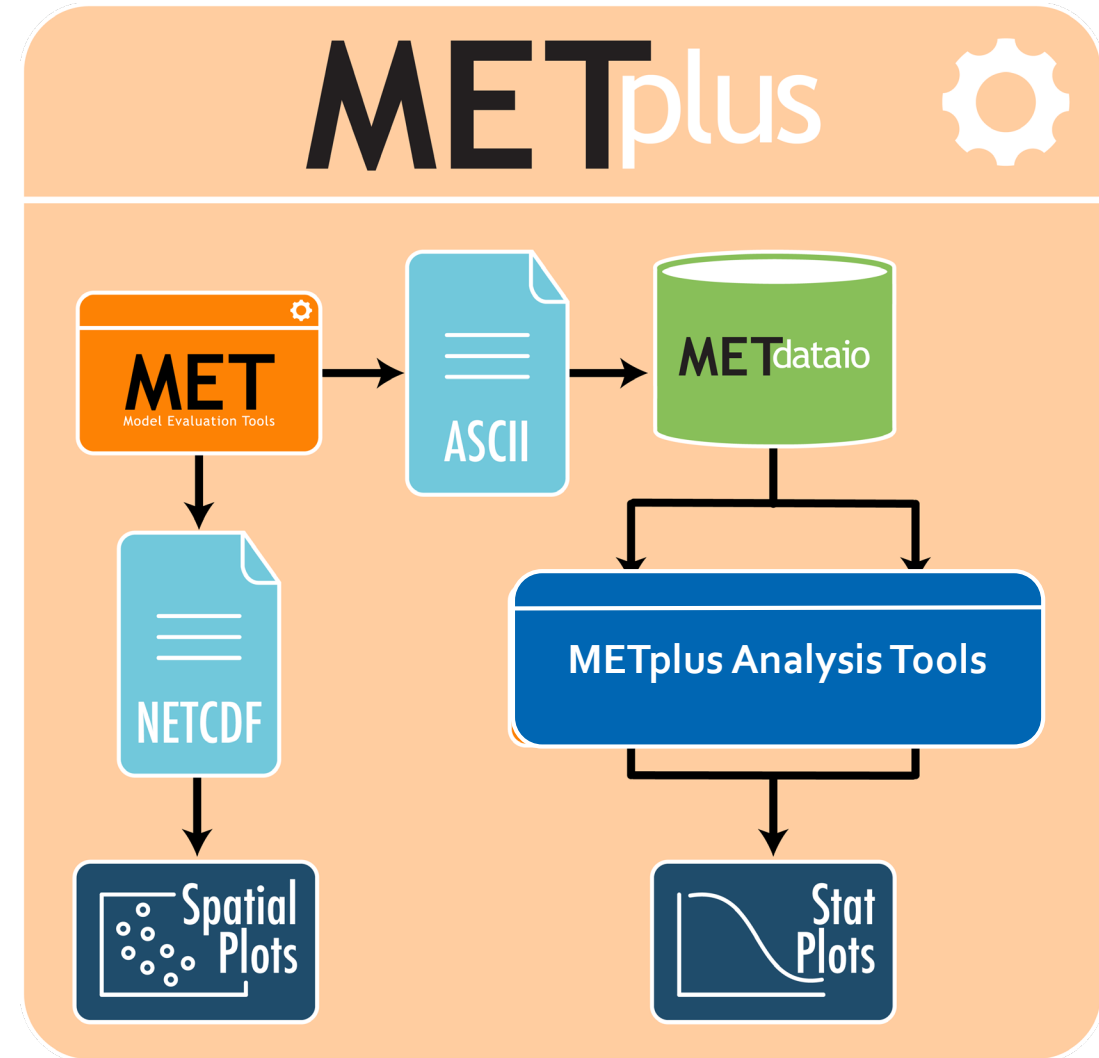 METplus
MET
Model Evaluation Tools
ASCII
METdataio
NETCDF
METplus Analysis Tools
Spatial
Plots
Stat
Plots